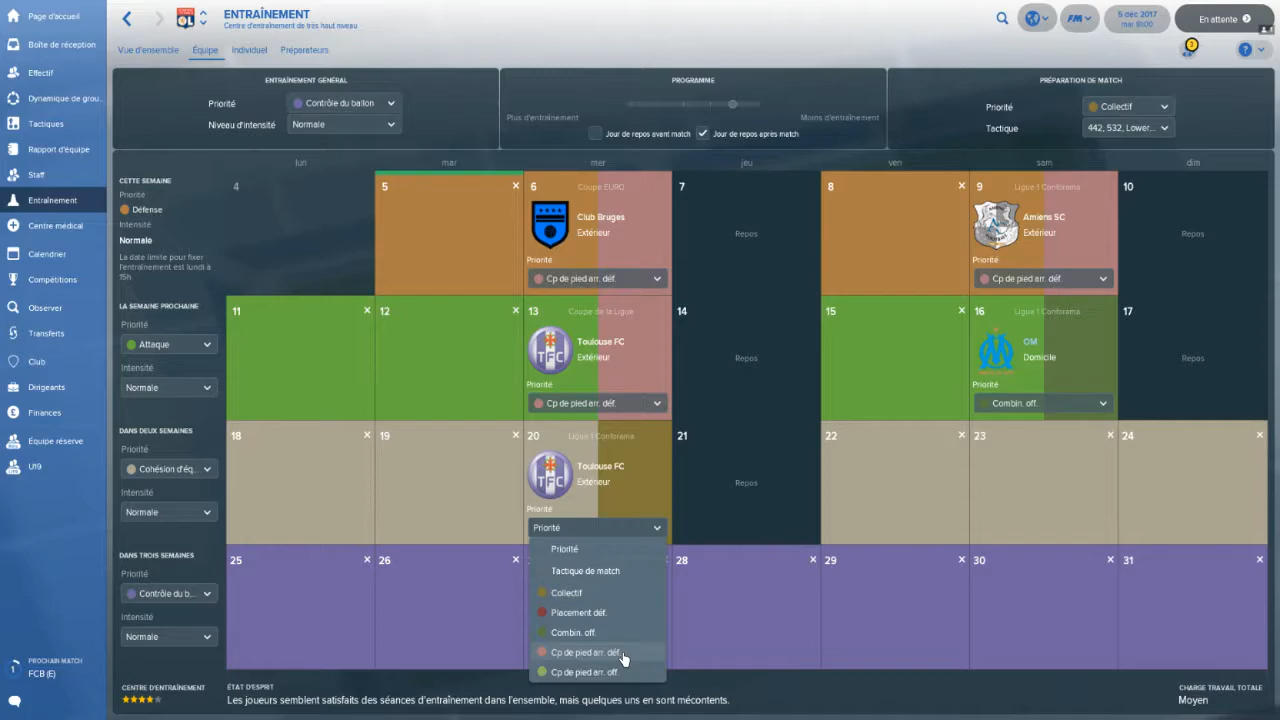 Page d'accueil
Boîte de réception
Effectif
Dynamique de grou...
Tactiques
Rapport d'équipe
Staff
Entraînement
Centre médical
Calendrier
Compétitions
Observer
Transferts
Club
Dirigeants
Finances
Équipe réserve
U19
PROCHAIN MATCH
1
FCB (E)
ENTRAÎNEMENT
Centre d'entraînement de très haut niveau
FM
5 déc 2017
mar 8h00
En attente
3
?
Vue d'ensemble
Équipe
Individuel
Préparateurs
ENTRAÎNEMENT GÉNÉRAL
Priorité
Contrôle du ballon
Niveau d'intensité
Normale
PROGRAMME
Plus d'entraînement
Moins d'entraînement
Jour de repos avant match
Jour de repos après match
PRÉPARATION DE MATCH
Priorité
Collectif
Tactique
442, 532, Lower...
lun
mar
mer
jeu
ven
sam
dim
CETTE SEMAINE
Priorité
Défense
Intensité
Normale
La date limite pour fixer
l'entraînement est lundi à
15h
4
5
6
Coupe EURO
Club Bruges
Extérieur
Priorité
Cp de pied arr. déf.
7
Repos
8
9
Ligue 1 Conforama
Amiens SC
Extérieur
Priorité
Cp de pied arr. déf.
10
Repos
LA SEMAINE PROCHAINE
Priorité
Attaque
Intensité
Normale
11
12
13
Coupe de la Ligue
TFC
Toulouse FC
Extérieur
Priorité
Cp de pied arr. déf.
14
Repos
15
16
Ligue 1 Conforama
OM
Domicile
Priorité
Combin. off.
17
Repos
DANS DEUX SEMAINES
Priorité
Cohésion d'éq...
Intensité
Normale
18
19
20
Ligue 1 Conforama
TFC
Toulouse FC
Extérieur
Priorité
Priorité
21
Repos
22
23
24
Priorité
Tactique de match
Collectif
Placement déf.
Combin. off.
Cp de pied arr. déf.
Cp de pied arr. off.
DANS TROIS SEMAINES
Priorité
Contrôle du b...
Intensité
Normale
25
26
28
29
30
31
CENTRE D'ENTRAÎNEMENT
ÉTAT D'ESPRIT
Les joueurs semblent satisfaits des séances d'entraînement dans l'ensemble, mais quelques uns en sont mécontents.
CHARGE TRAVAIL TOTALE
Moyen